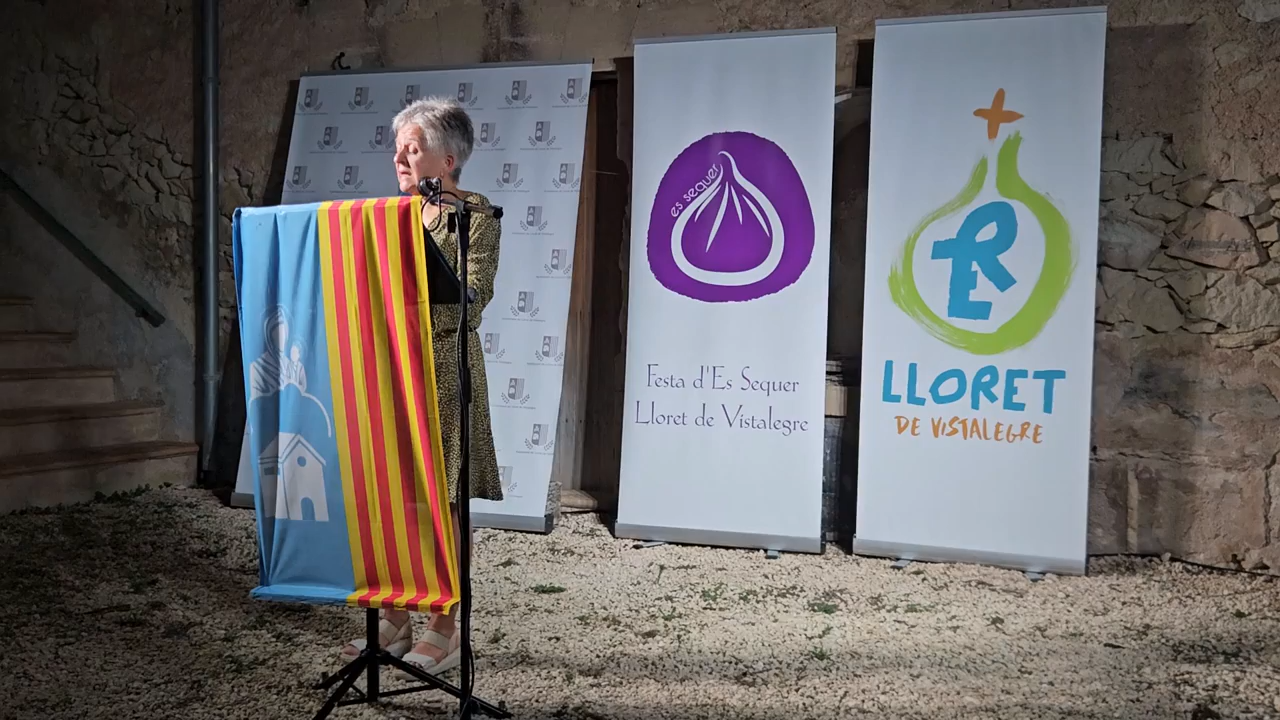 es sequer
Festa d'Es Sequer
Lloret de Vistalegre
LLORET
DE VISTALEGRE